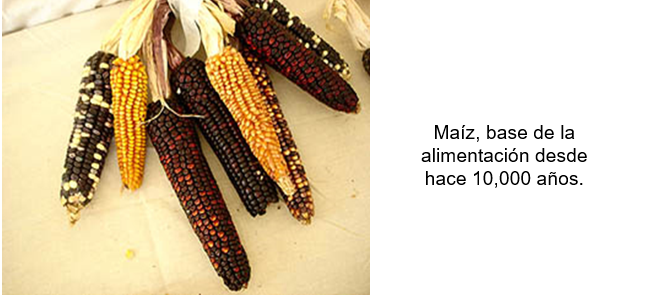 Maíz, base de la
alimentación desde
hace 10,000 años.